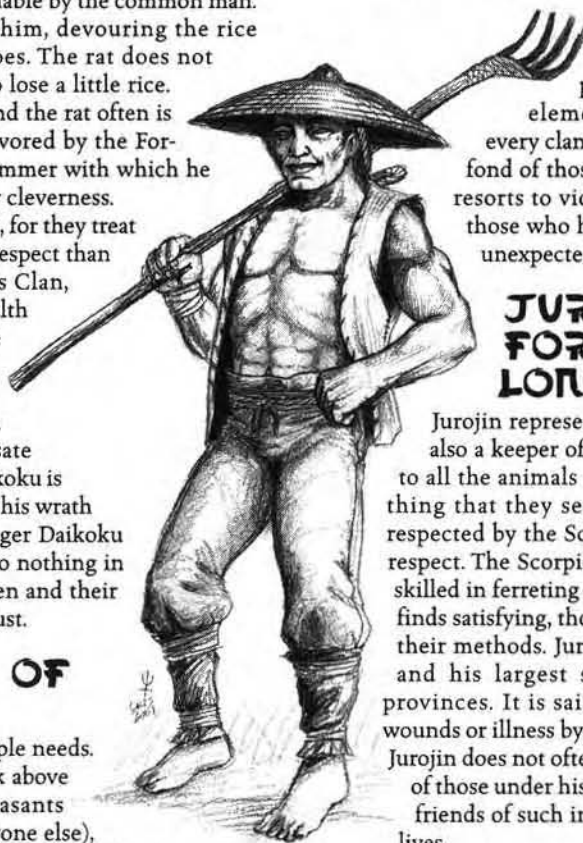 nable by the common man.
him, devouring the rice
oes. The rat does not
o lose a little rice.
nd the rat often is
vored by the For-
mmer with which he
cleverness.
, for they treat
espect than
s Clan,
lth
sate
koku is
his wrath
ger Daikoku
o nothing in
en and their
ust.
OF
ple needs.
k above
asants
one else),
elem
every clan
fond of thos
resorts to vio
those who h
unexpecte
JUR
FOR
LON
Jurojin represe
also a keeper of
to all the animals
thing that they se
respected by the Sc
respect. The Scorpi
skilled in ferreting
finds satisfying, tho
their methods. Jur
and his largest s
provinces. It is sai
wounds or illness by
Jurojin does not ofte
of those under his
friends of such in
lives